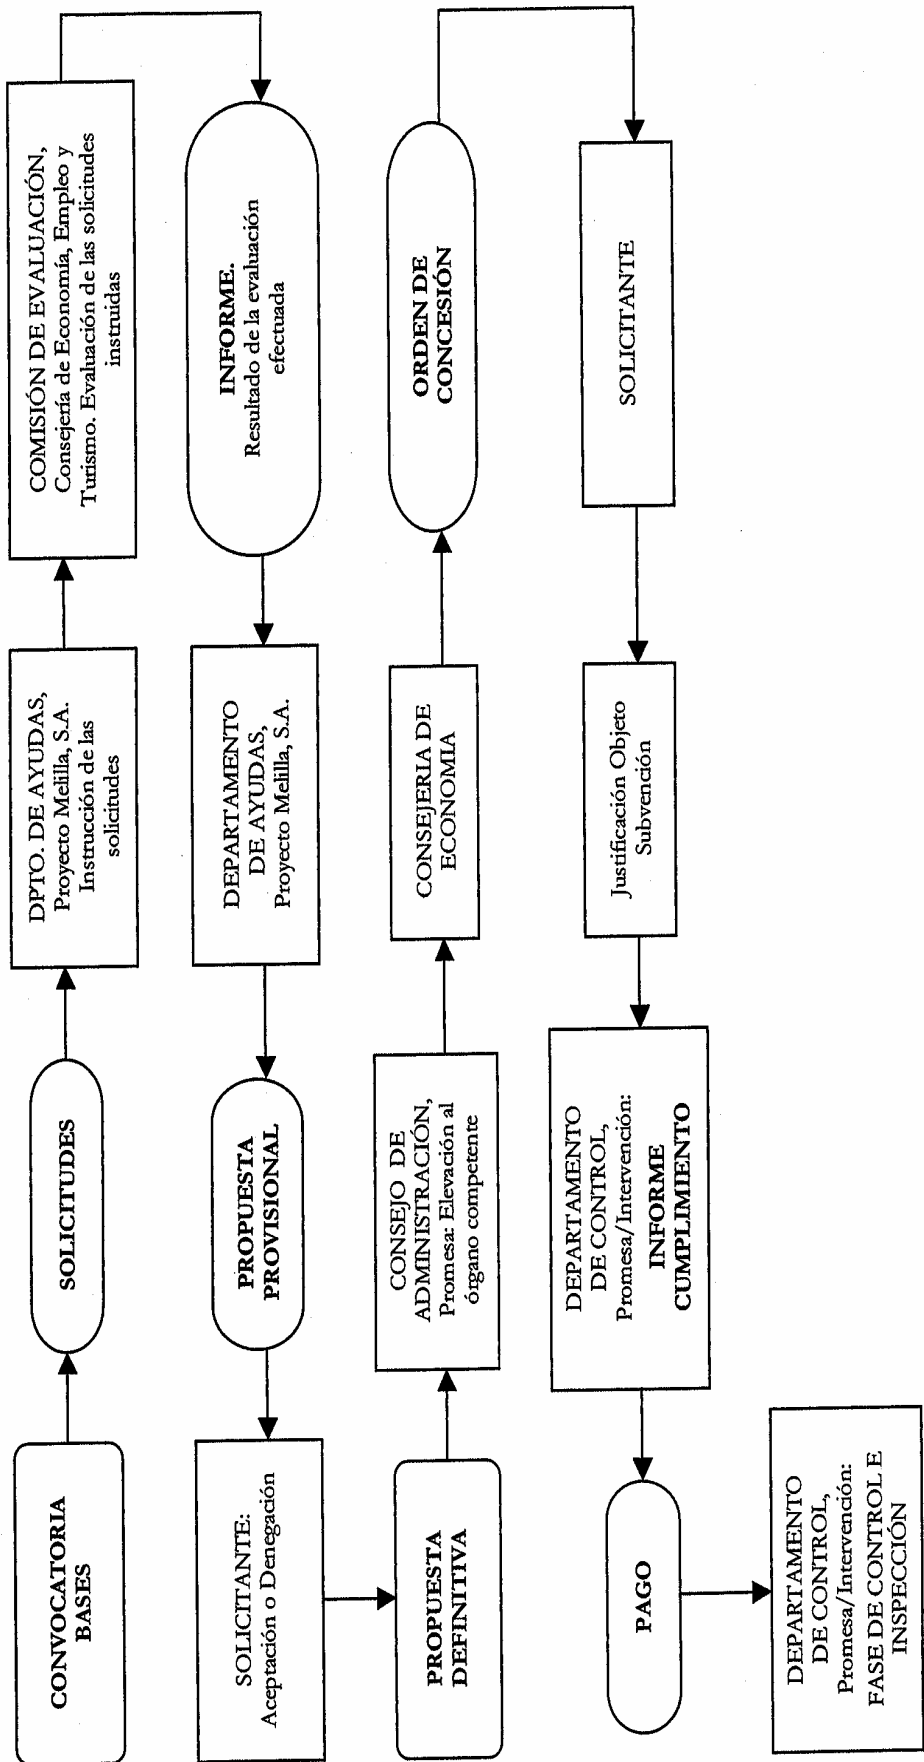 CONVOCATORIA
BASES
SOLICITUDES
DPTO. DE AYUDAS,
Proyecto Melilla, S.A.
Instrucción de las
solicitudes
COMISIÓN DE EVALUACIÓN,
Consejería de Economía, Empleo y
Turismo. Evaluación de las solicitudes
instruidas
INFORME.
Resultado de la evaluación
efectuada
DEPARTAMENTO
DE AYUDAS,
Proyecto Melilla, S.A.
PROPUESTA
PROVISIONAL
SOLICITANTE:
Aceptación o Denegación
PROPUESTA
DEFINITIVA
CONSEJO DE
ADMINISTRACIÓN,
Promesa: Elevación al
órgano competente
CONSEJERIA DE
ECONOMIA
ORDEN DE
CONCESIÓN
SOLICITANTE
Justificación Objeto
Subvención
DEPARTAMENTO
DE CONTROL,
Promesa/Intervención:
INFORME
CUMPLIMIENTO
PAGO
DEPARTAMENTO
DE CONTROL,
Promesa/Intervención:
FASE DE CONTROL E
INSPECCIÓN